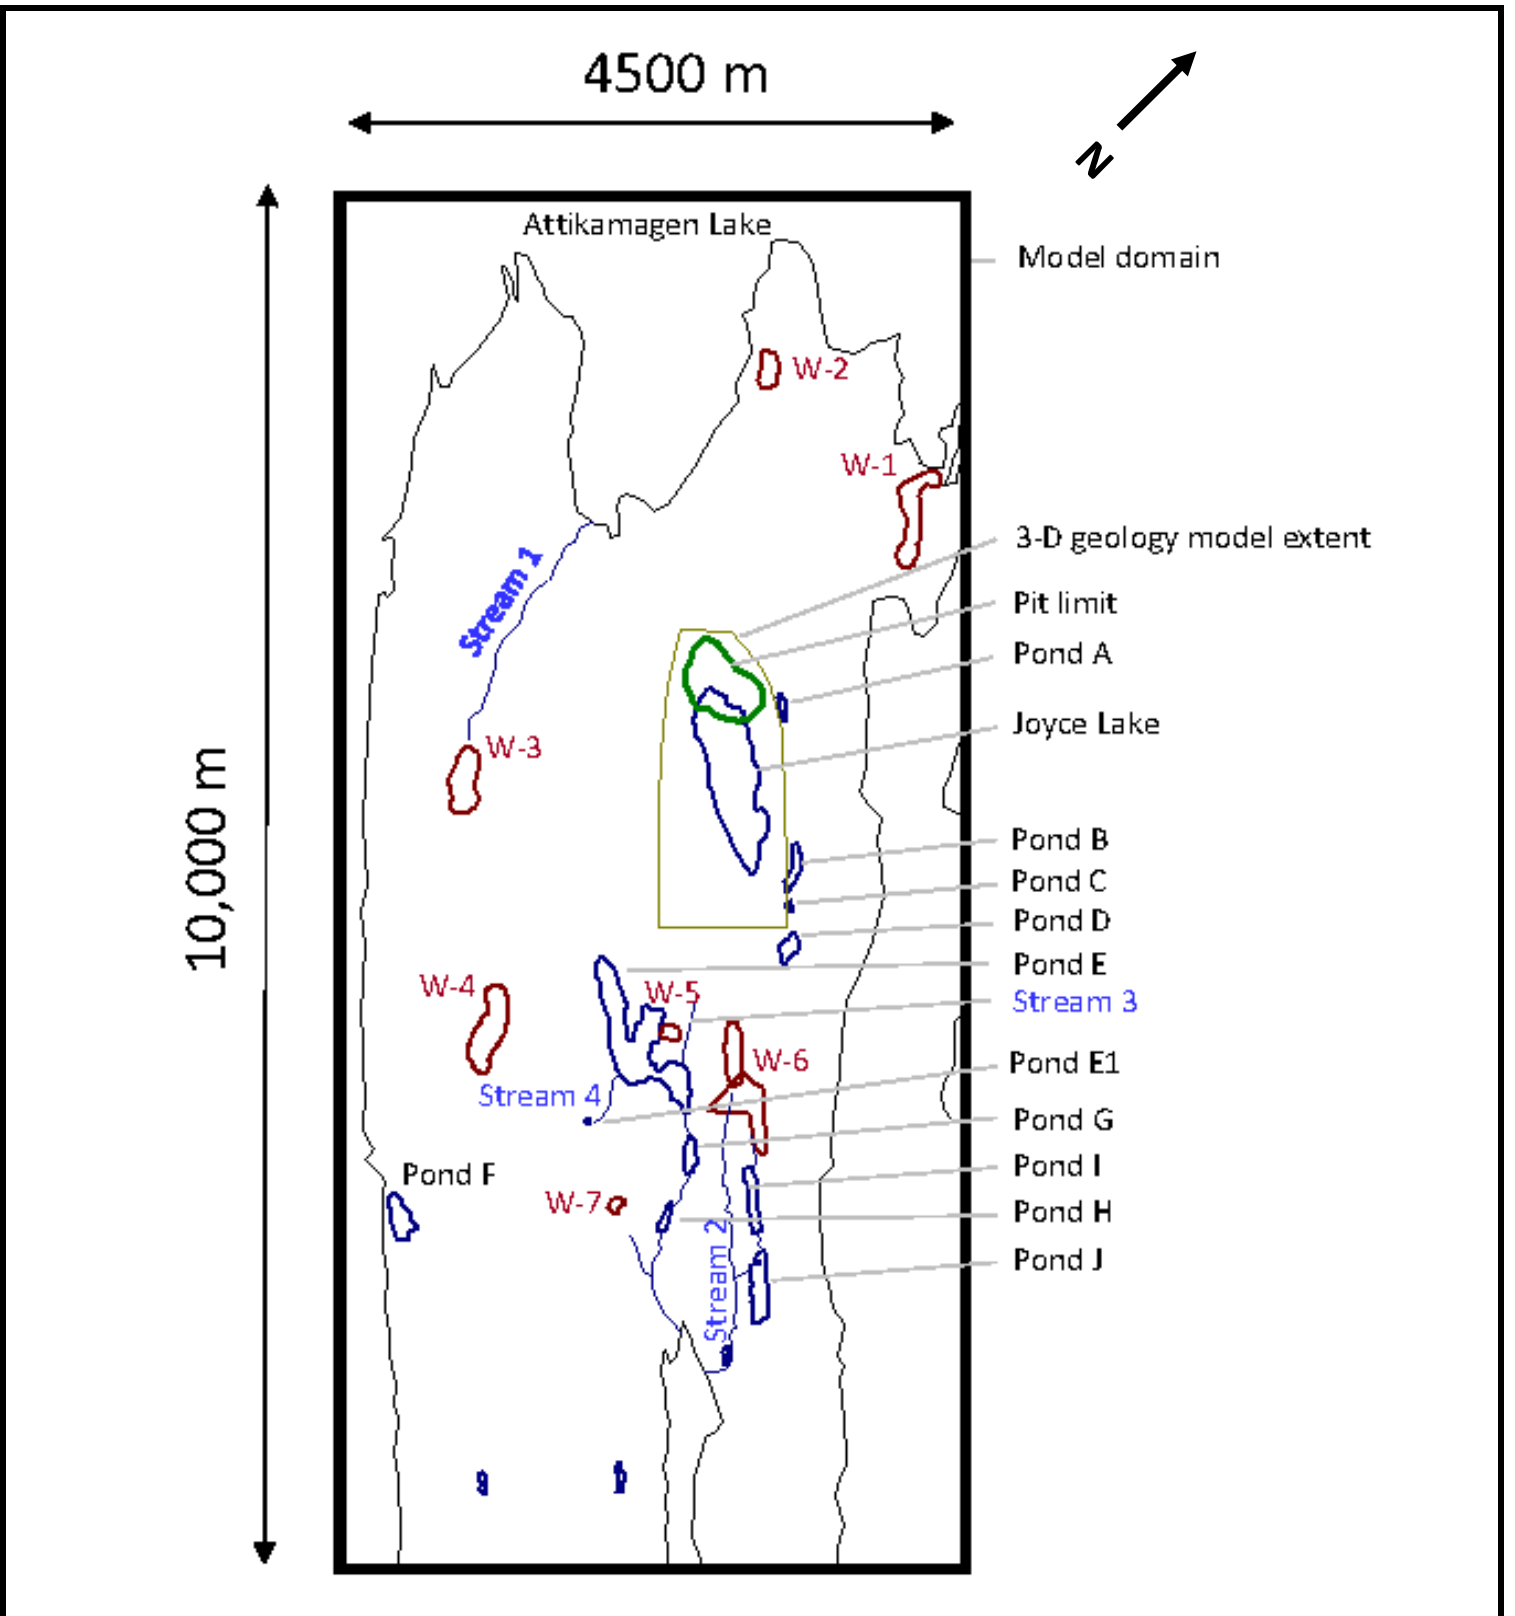 4500 m
N
Attikamagen Lake
Model domain
W-2
W-1
3-D geology model extent
Stream 1
Pit limit
Pond A
Joyce Lake
W-3
10,000 m
Pond B
Pond C
Pond D
Pond E
W-4
W-5
Stream 3
W-6
Pond E1
Stream 4
Pond G
Pond I
Pond F
W-7
Pond H
Stream 2
Pond J